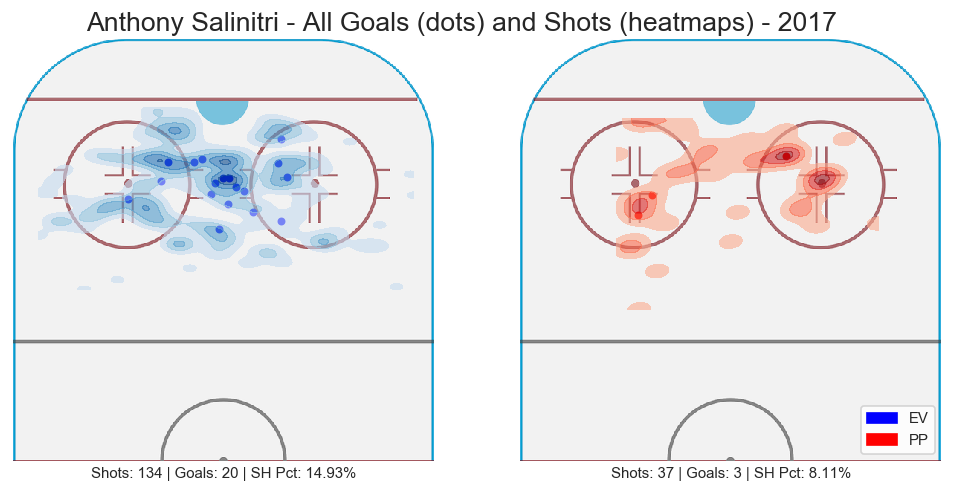 Anthony Salinitri - All Goals (dots) and Shots (heatmaps) - 2017
EV
PP
Shots: 134 | Goals: 20 | SH Pct: 14.93%
Shots: 37 | Goals: 3 | SH Pct: 8.11%